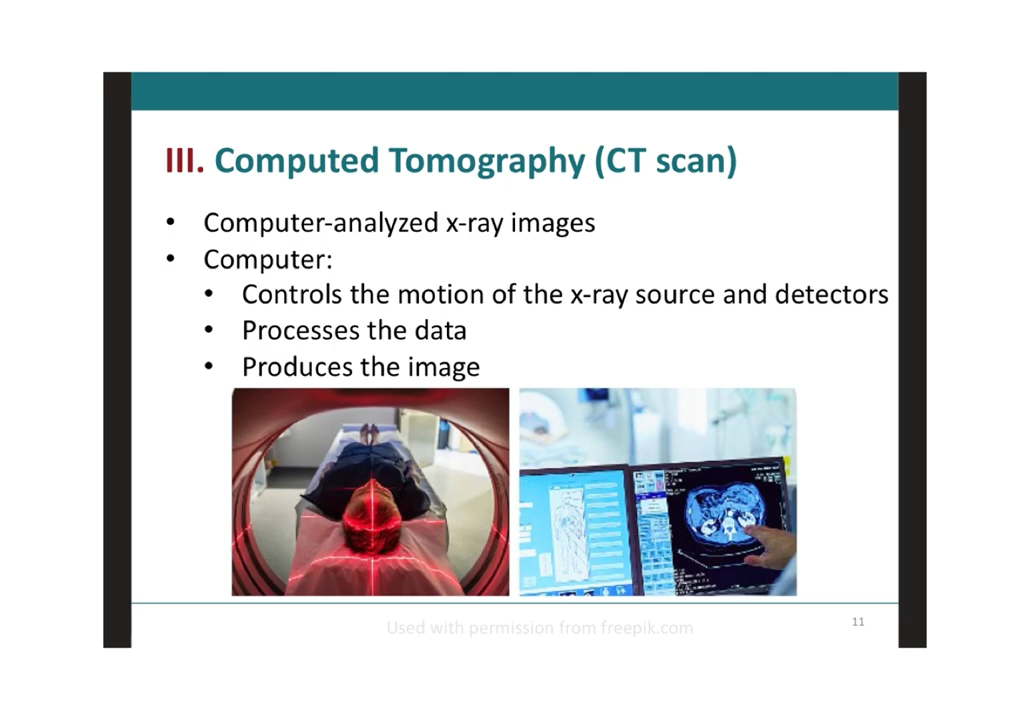 III. Computed Tomography (CT scan)
• Computer-analyzed x-ray images
• Computer:
• Controls the motion of the x-ray source and detectors
• Processes the data
• Produces the image
Used with permission from freepik.com
11